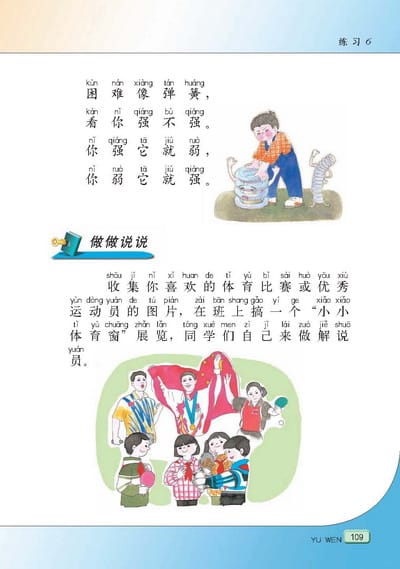 练习 6
kùn nán xiàng tán huáng
困难像弹簧，
kàn nǐ qiáng bù qiáng
看你强不强。
nǐ qiáng tā jiù ruò
你强它就弱，
nǐ ruò tā jiù qiáng
你弱它就强。
做做说说
shōu jí nǐ xǐ huan de tǐ yù bǐ sài huò yōu xiù
收集你喜欢的体育比赛或优秀
yùn dòng yuán de tú piàn zài bān shang gǎo yí ge xiǎo xiǎo
运动员的图片，在班上搞一个“小小
tǐ yù chuāng zhǎn lǎn tóng xué men zì jǐ lái zuò jiě shuō
体育窗”展览，同学们自己来做解说
yuán
员。
YU WEN 109